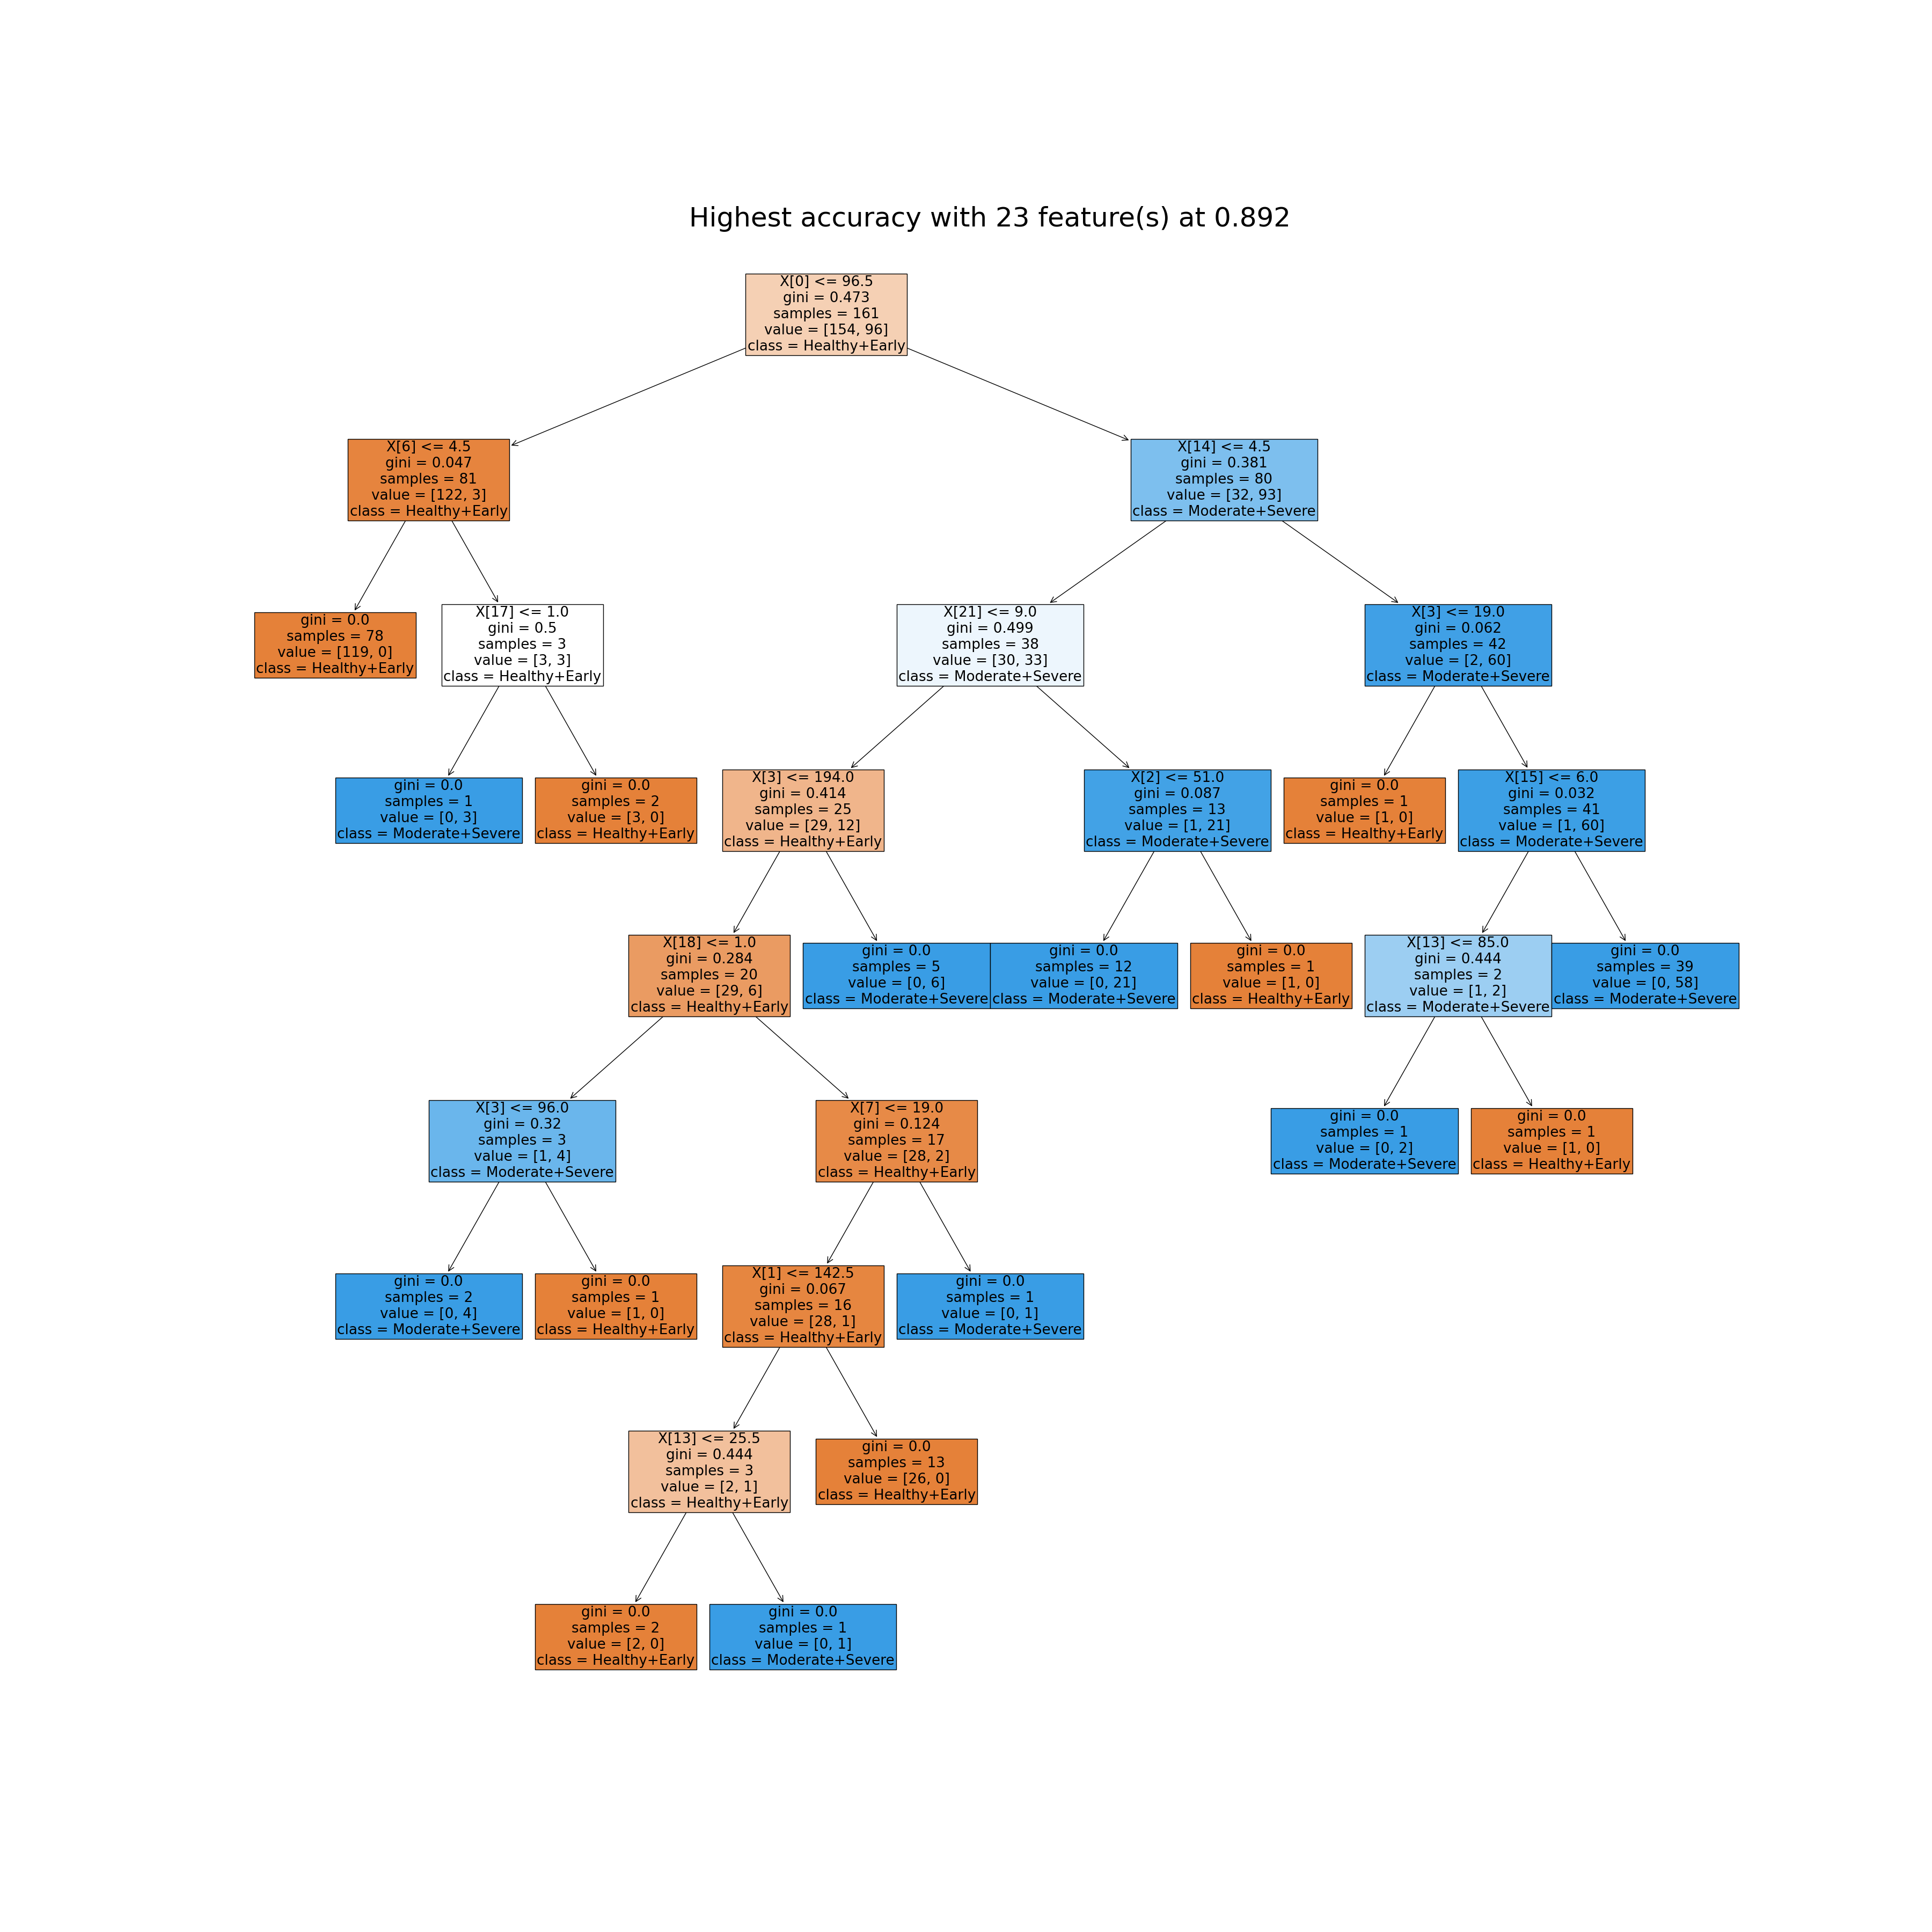 Highest accuracy with 23 feature(s) at 0.892
X[0] <= 96.5
gini = 0.473
samples = 161
value = [154, 96]
class = Healthy+Early
X[6] <= 4.5
gini = 0.047
samples = 81
value = [122, 3]
class = Healthy+Early
X[14] <= 4.5
gini = 0.381
samples = 80
value = [32, 93]
class = Moderate+Severe
gini = 0.0
samples = 78
value = [119, 0]
class = Healthy+Early
X[17] <= 1.0
gini = 0.5
samples = 3
value = [3, 3]
class = Healthy+Early
X[21] <= 9.0
gini = 0.499
samples = 38
value = [30, 33]
class = Moderate+Severe
X[3] <= 19.0
gini = 0.062
samples = 42
value = [2, 60]
class = Moderate+Severe
gini = 0.0
samples = 1
value = [0, 3]
class = Moderate+Severe
gini = 0.0
samples = 2
value = [3, 0]
class = Healthy+Early
X[3] <= 194.0
gini = 0.414
samples = 25
value = [29, 12]
class = Healthy+Early
X[2] <= 51.0
gini = 0.087
samples = 13
value = [1, 21]
class = Moderate+Severe
gini = 0.0
samples = 1
value = [1, 0]
class = Healthy+Early
X[15] <= 6.0
gini = 0.032
samples = 41
value = [1, 60]
class = Moderate+Severe
X[18] <= 1.0
gini = 0.284
samples = 20
value = [29, 6]
class = Healthy+Early
gini = 0.0
samples = 5
value = [0, 6]
class = Moderate+Severe
gini = 0.0
samples = 12
value = [0, 21]
class = Moderate+Severe
gini = 0.0
samples = 1
value = [1, 0]
class = Healthy+Early
X[13] <= 85.0
gini = 0.444
samples = 2
value = [1, 2]
class = Moderate+Severe
gini = 0.0
samples = 39
value = [0, 58]
class = Moderate+Severe
X[3] <= 96.0
gini = 0.32
samples = 3
value = [1, 4]
class = Moderate+Severe
X[7] <= 19.0
gini = 0.124
samples = 17
value = [28, 2]
class = Healthy+Early
gini = 0.0
samples = 1
value = [0, 2]
class = Moderate+Severe
gini = 0.0
samples = 1
value = [1, 0]
class = Healthy+Early
gini = 0.0
samples = 2
value = [0, 4]
class = Moderate+Severe
gini = 0.0
samples = 1
value = [1, 0]
class = Healthy+Early
X[1] <= 142.5
gini = 0.067
samples = 16
value = [28, 1]
class = Healthy+Early
gini = 0.0
samples = 1
value = [0, 1]
class = Moderate+Severe
X[13] <= 25.5
gini = 0.444
samples = 3
value = [2, 1]
class = Healthy+Early
gini = 0.0
samples = 13
value = [26, 0]
class = Healthy+Early
gini = 0.0
samples = 2
value = [2, 0]
class = Healthy+Early
gini = 0.0
samples = 1
value = [0, 1]
class = Moderate+Severe